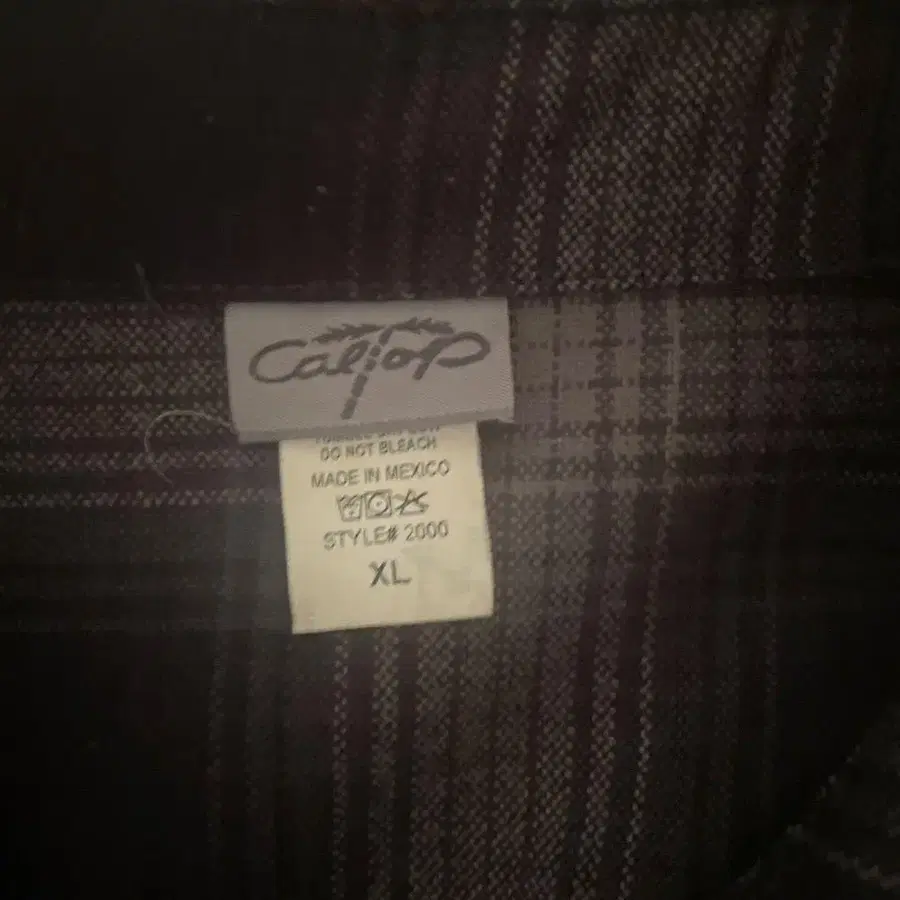 CalTop
DO NOT BLEACH
MADE IN MEXICO
STYLE# 2000
XL